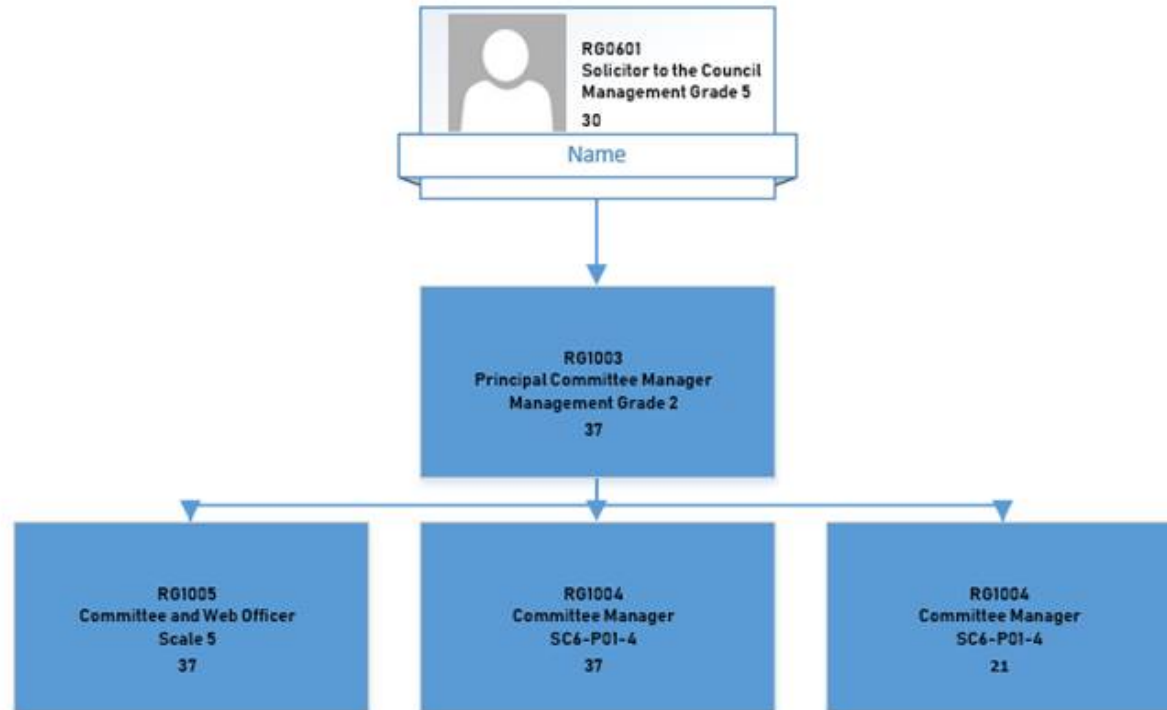 RG0601
Solicitor to the Council
Management Grade 5
30
Name
RG1003
Principal Committee Manager
Management Grade 2
37
RG1005
Committee and Web Officer
Scale 5
37
RG1004
Committee Manager
SC6-P01-4
37
RG1004
Committee Manager
SC6-P01-4
21